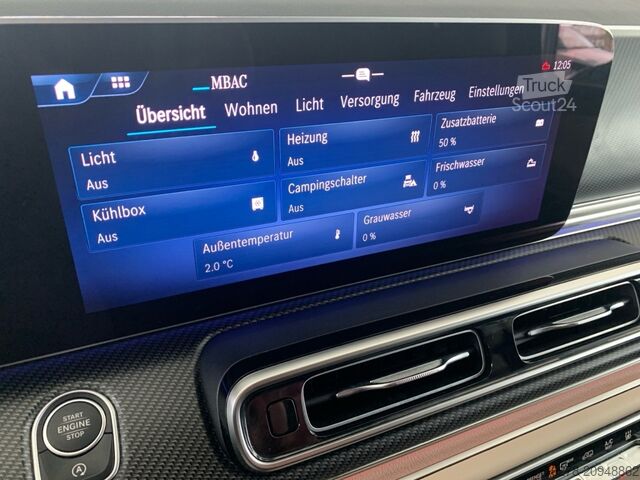 12:05
MBAC
Truck
Scout24
Übersicht Wohnen Licht Versorgung Fahrzeug Einstellungen
Licht
Aus
Heizung
Aus
Zusatzbatterie
50 %
Kühlbox
Aus
Campingschalter
Aus
Frischwasser
0 %
Außentemperatur
2.0 °C
Grauwasser
0 %
START
ENGINE
STOP
A
A/C
20948862